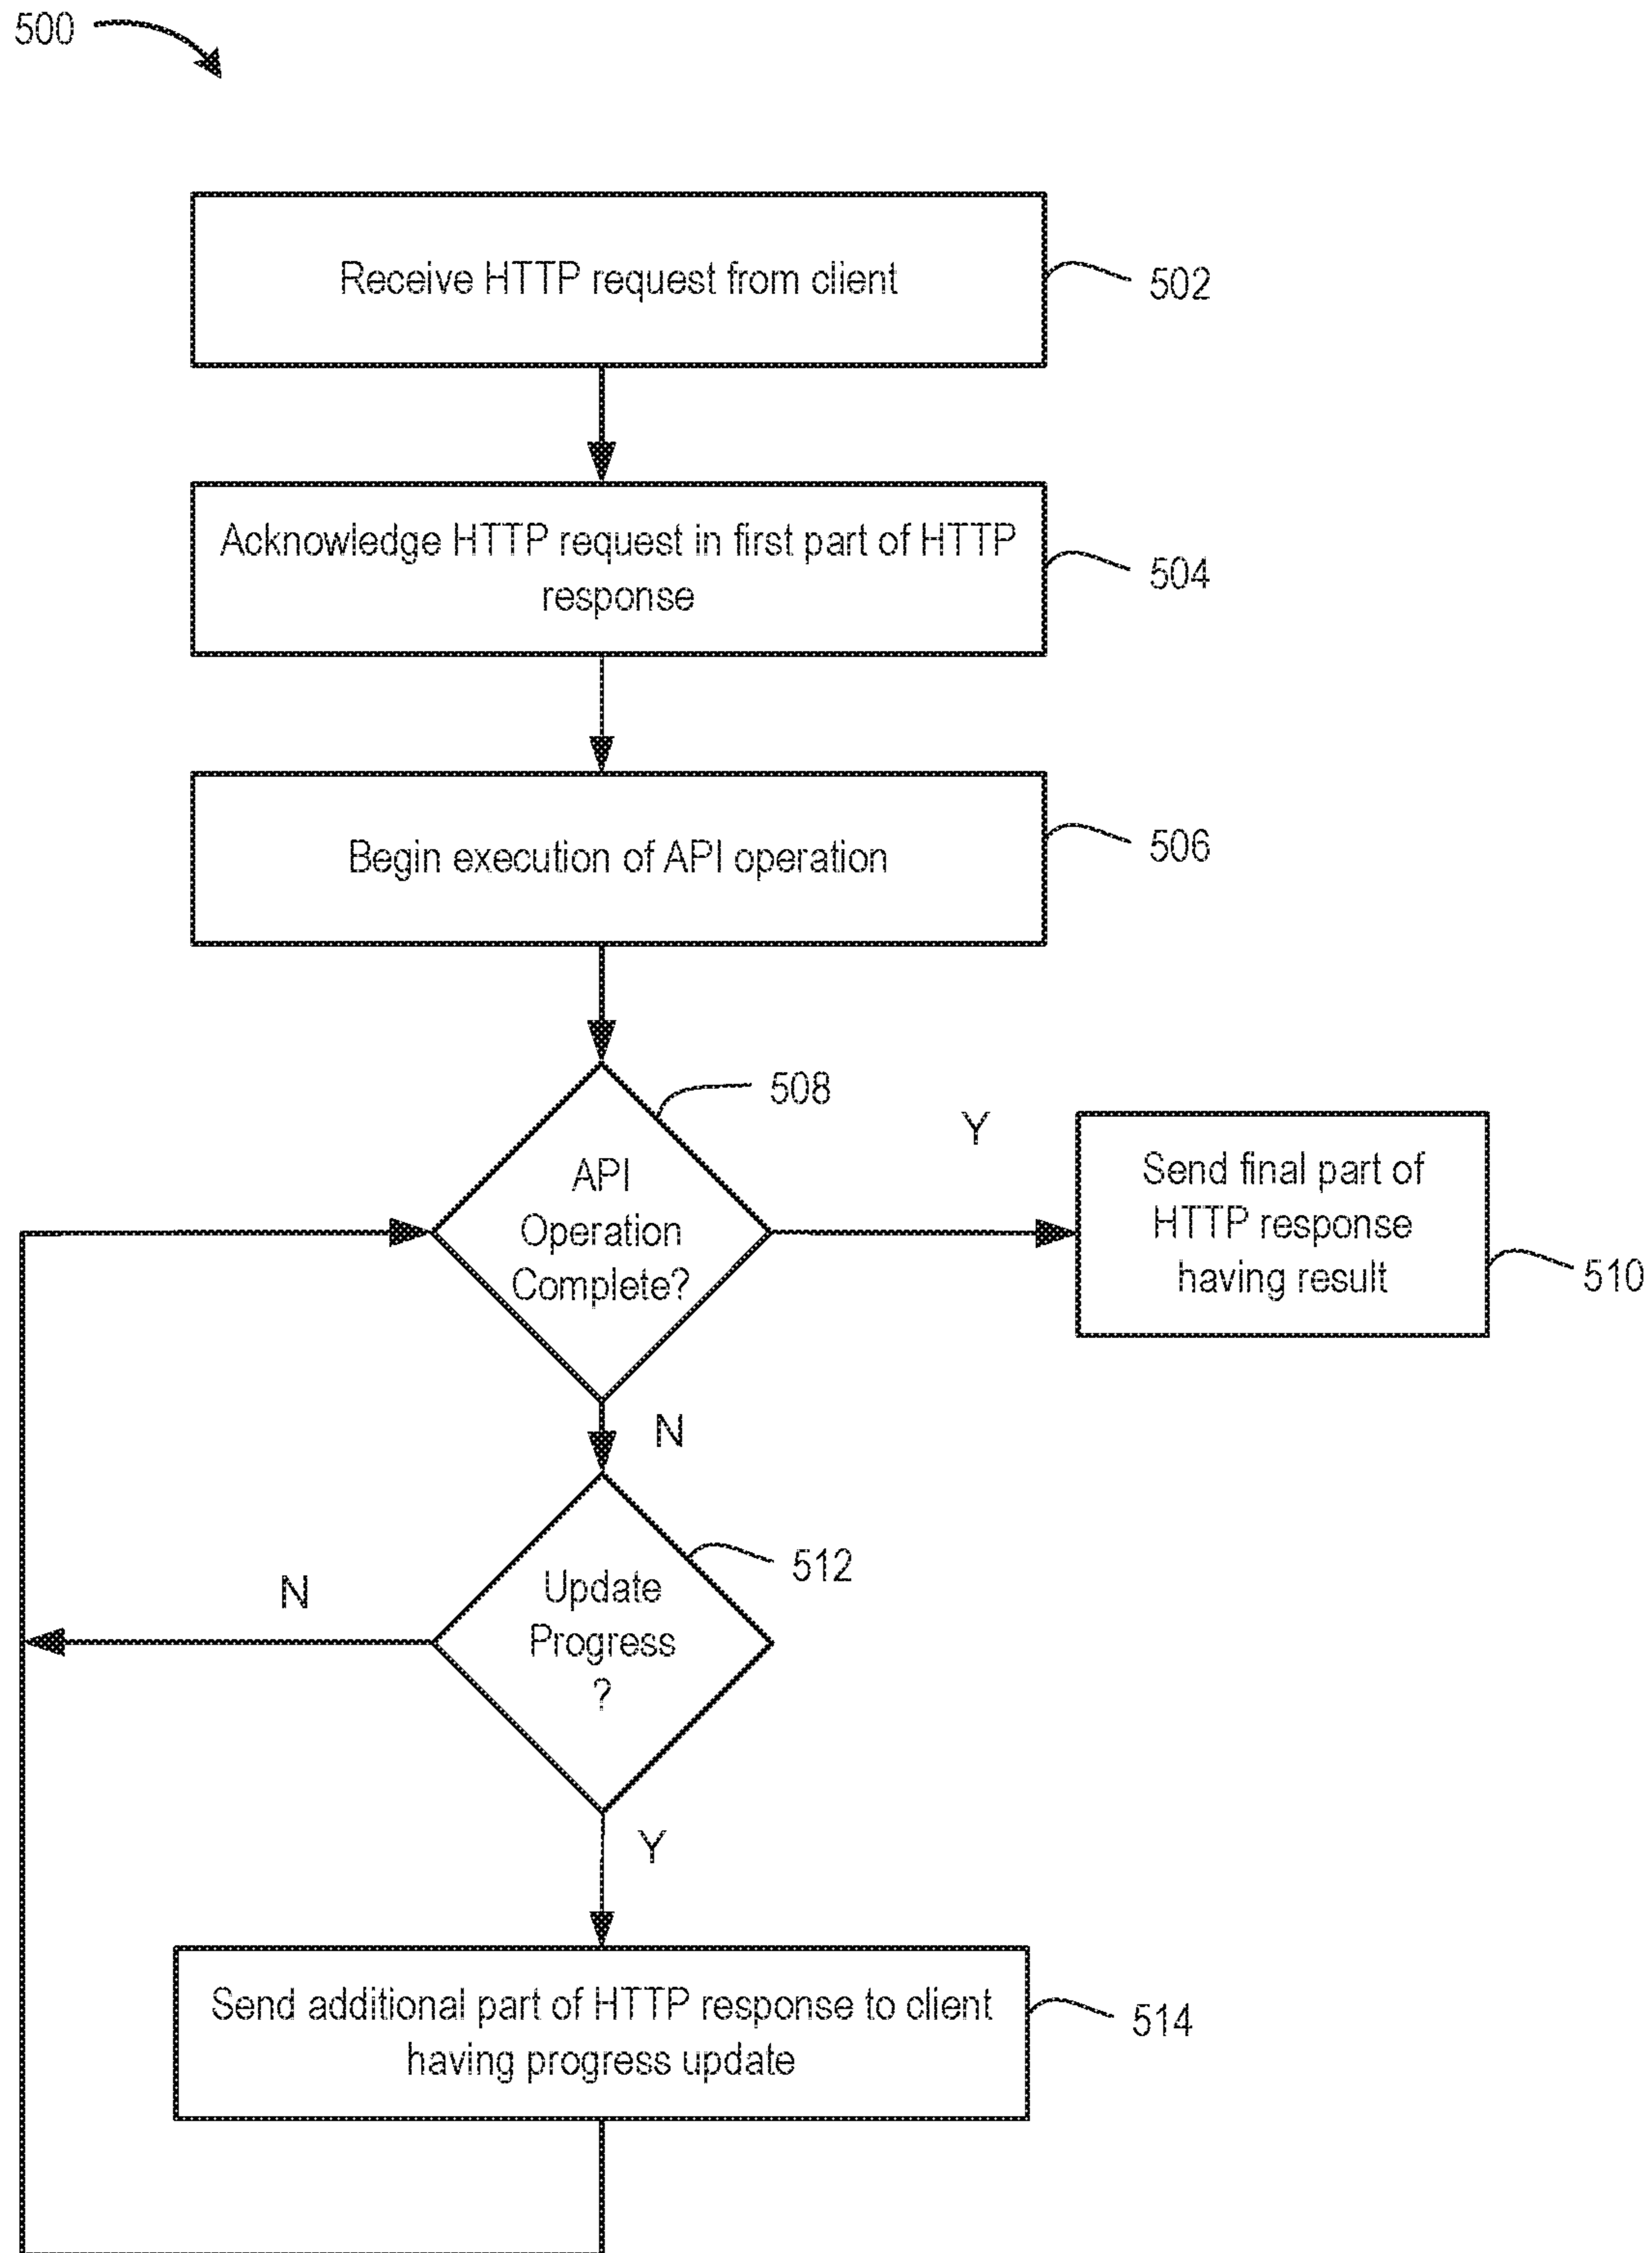 500
Receive HTTP request from client
502
Acknowledge HTTP request in first part of HTTP
response
504
Begin execution of API operation
506
508
API
Operation
Complete?
Y
Send final part of
HTTP response
having result
510
N
512
Update
Progress
?
N
Y
Send additional part of HTTP response to client
having progress update
514